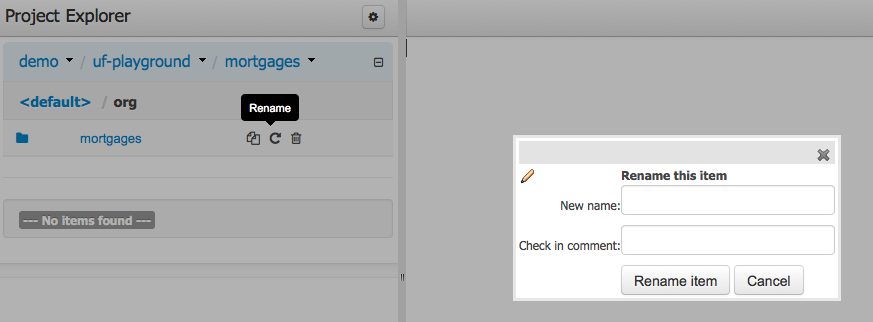 Project Explorer
demo / uf-playground / mortgages
<default> / org
Rename
mortgages
--- No items found ---
Rename this item
New name:
Check in comment:
Rename item Cancel